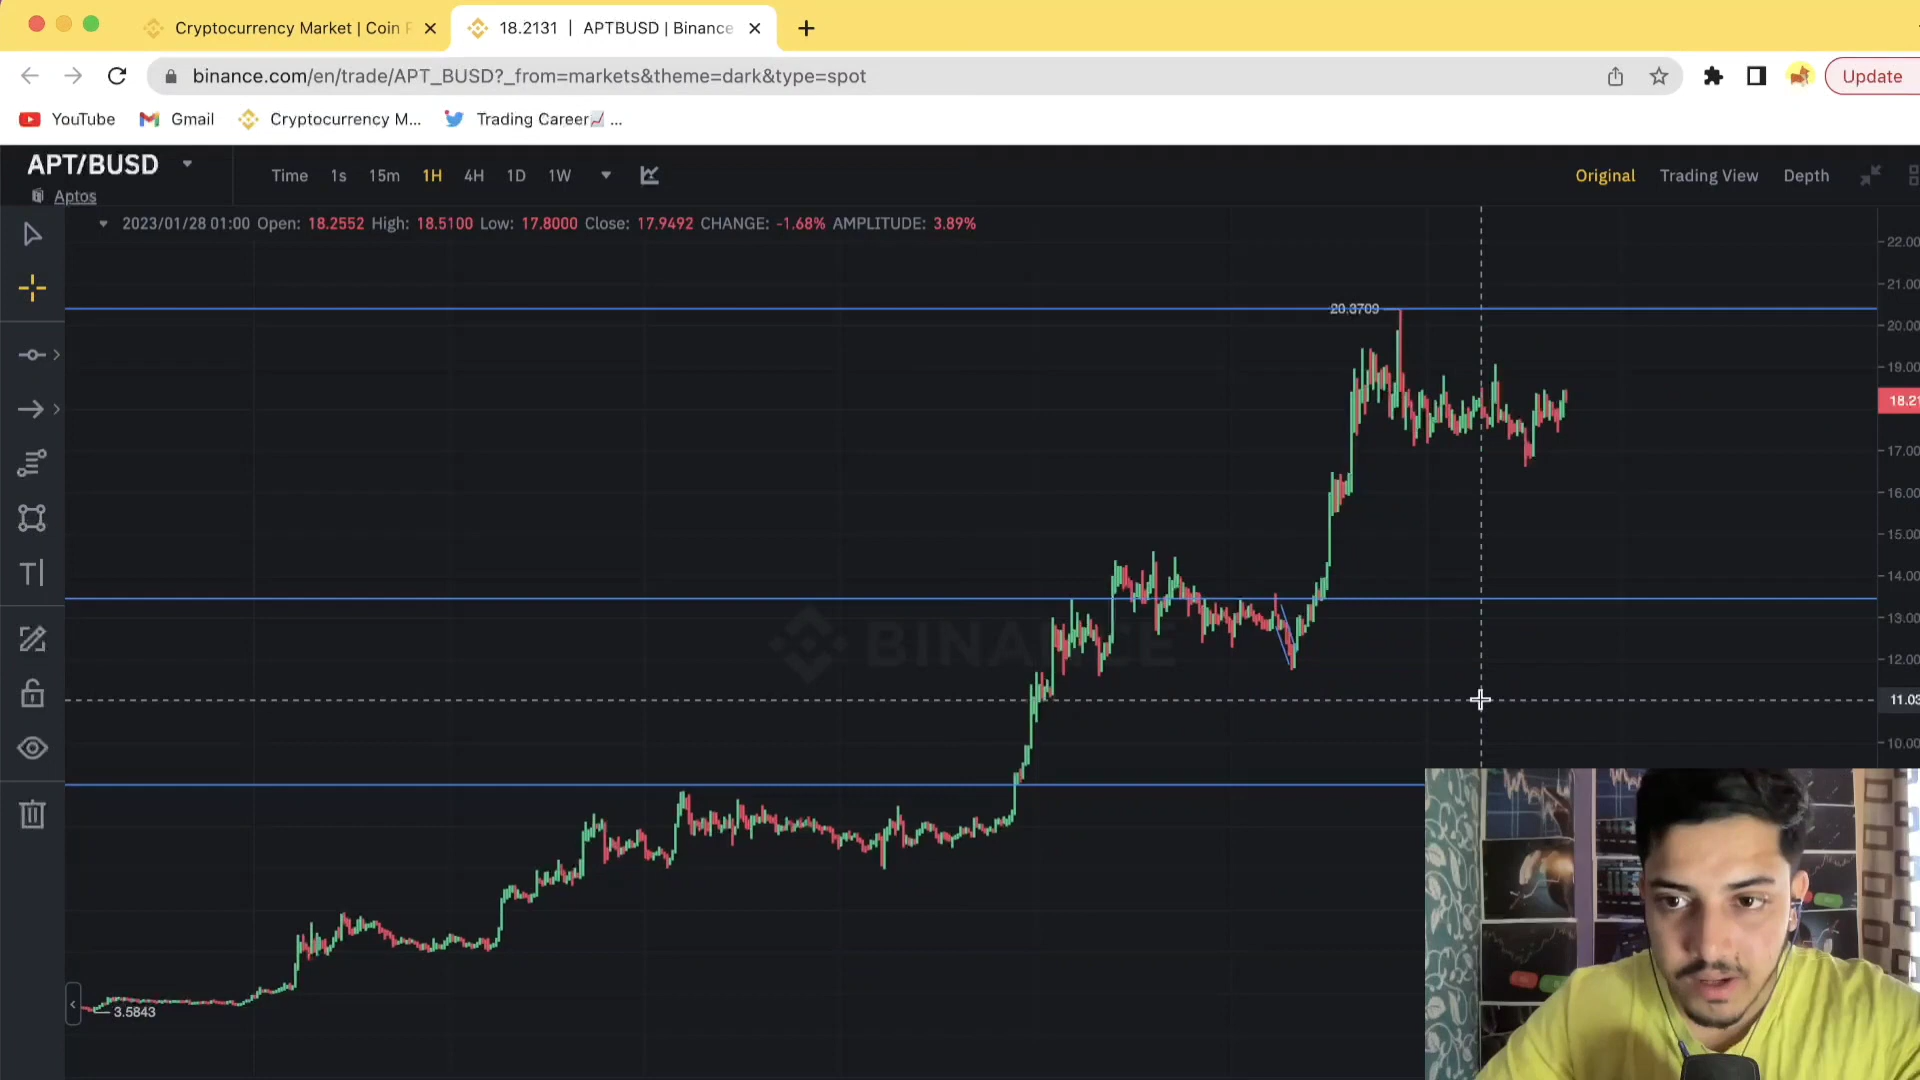 Cryptocurrency Market | Coin P
18.2131 | APTBUSD | Binance
binance.com/en/trade/APT_BUSD?_from=markets&theme=dark&type=spot
Update
YouTube Gmail Cryptocurrency M... Trading Career📈 ...
APT/BUSD
Aptos
Time 1s 15m 1H 4H 1D 1W
Original Trading View Depth
2023/01/28 01:00 Open: 18.2552 High: 18.5100 Low: 17.8000 Close: 17.9492 CHANGE: -1.68% AMPLITUDE: 3.89%
22.00
21.00
20.3709
20.00
19.00
18.21
17.00
16.00
15.00
14.00
13.00
BINANCE
12.00
11.03
10.00
3.5843